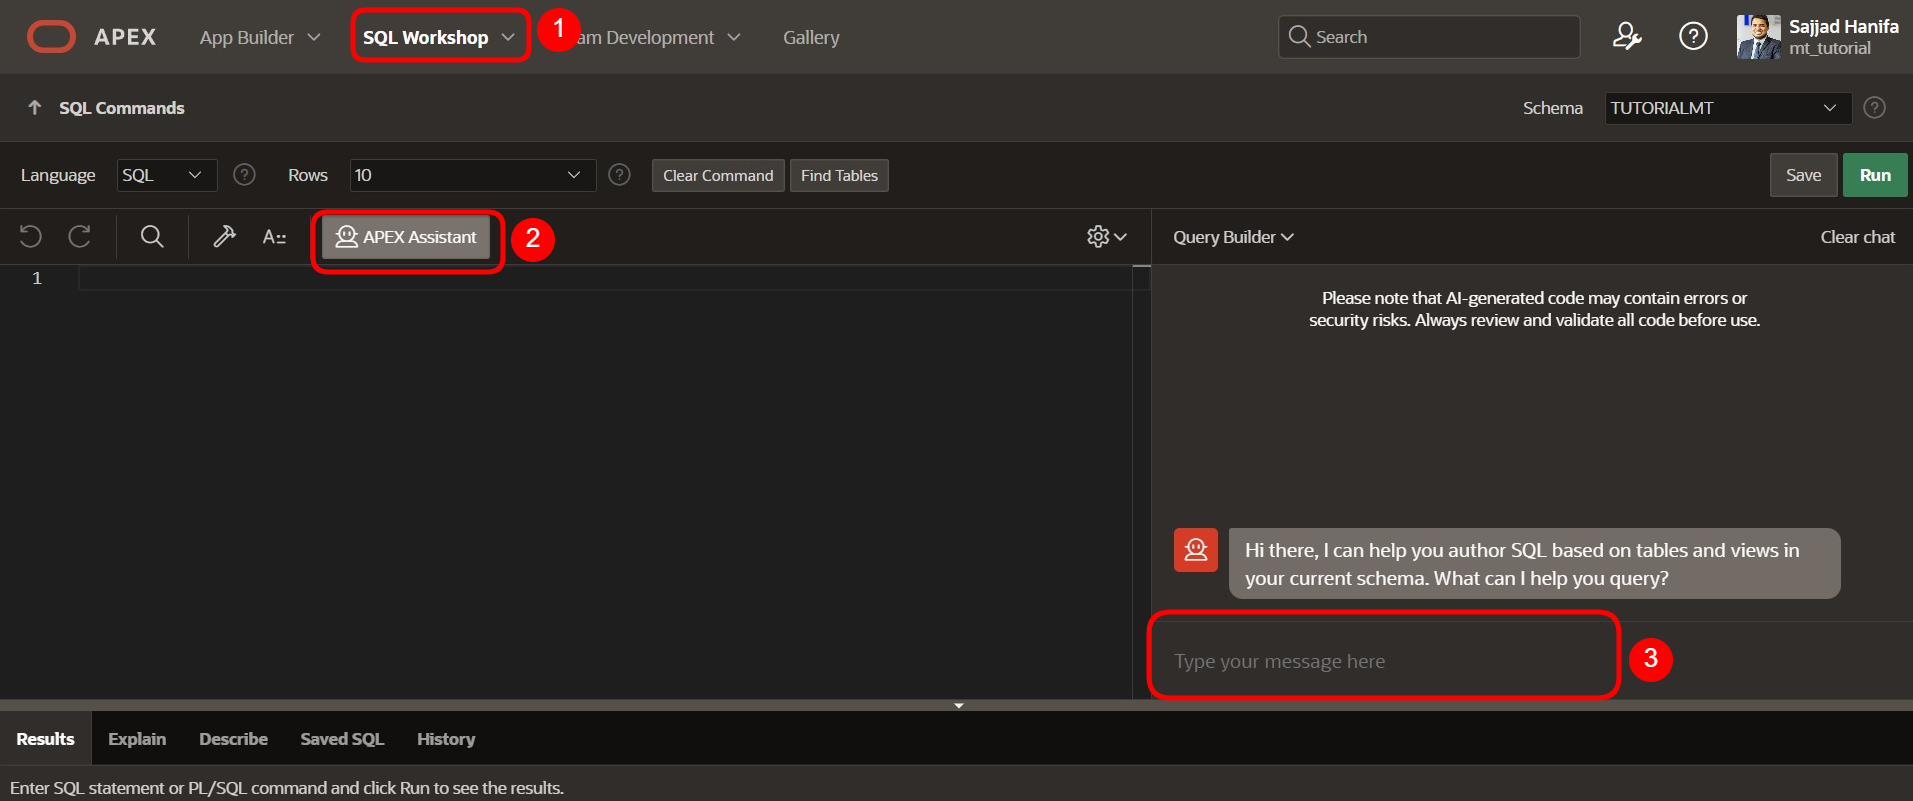 APEX
App Builder
SQL Workshop
1
am Development
Gallery
Search
?
Sajjad Hanifa
mt_tutorial
SQL Commands
Schema
TUTORIALMT
?
Language
SQL
?
Rows
10
?
Clear Command
Find Tables
Save
Run
A::
APEX Assistant
2
Query Builder
Clear chat
1
Please note that AI-generated code may contain errors or
security risks. Always review and validate all code before use.
Hi there, I can help you author SQL based on tables and views in
your current schema. What can I help you query?
Type your message here
3
Results
Explain
Describe
Saved SQL
History
Enter SQL statement or PL/SQL command and click Run to see the results.